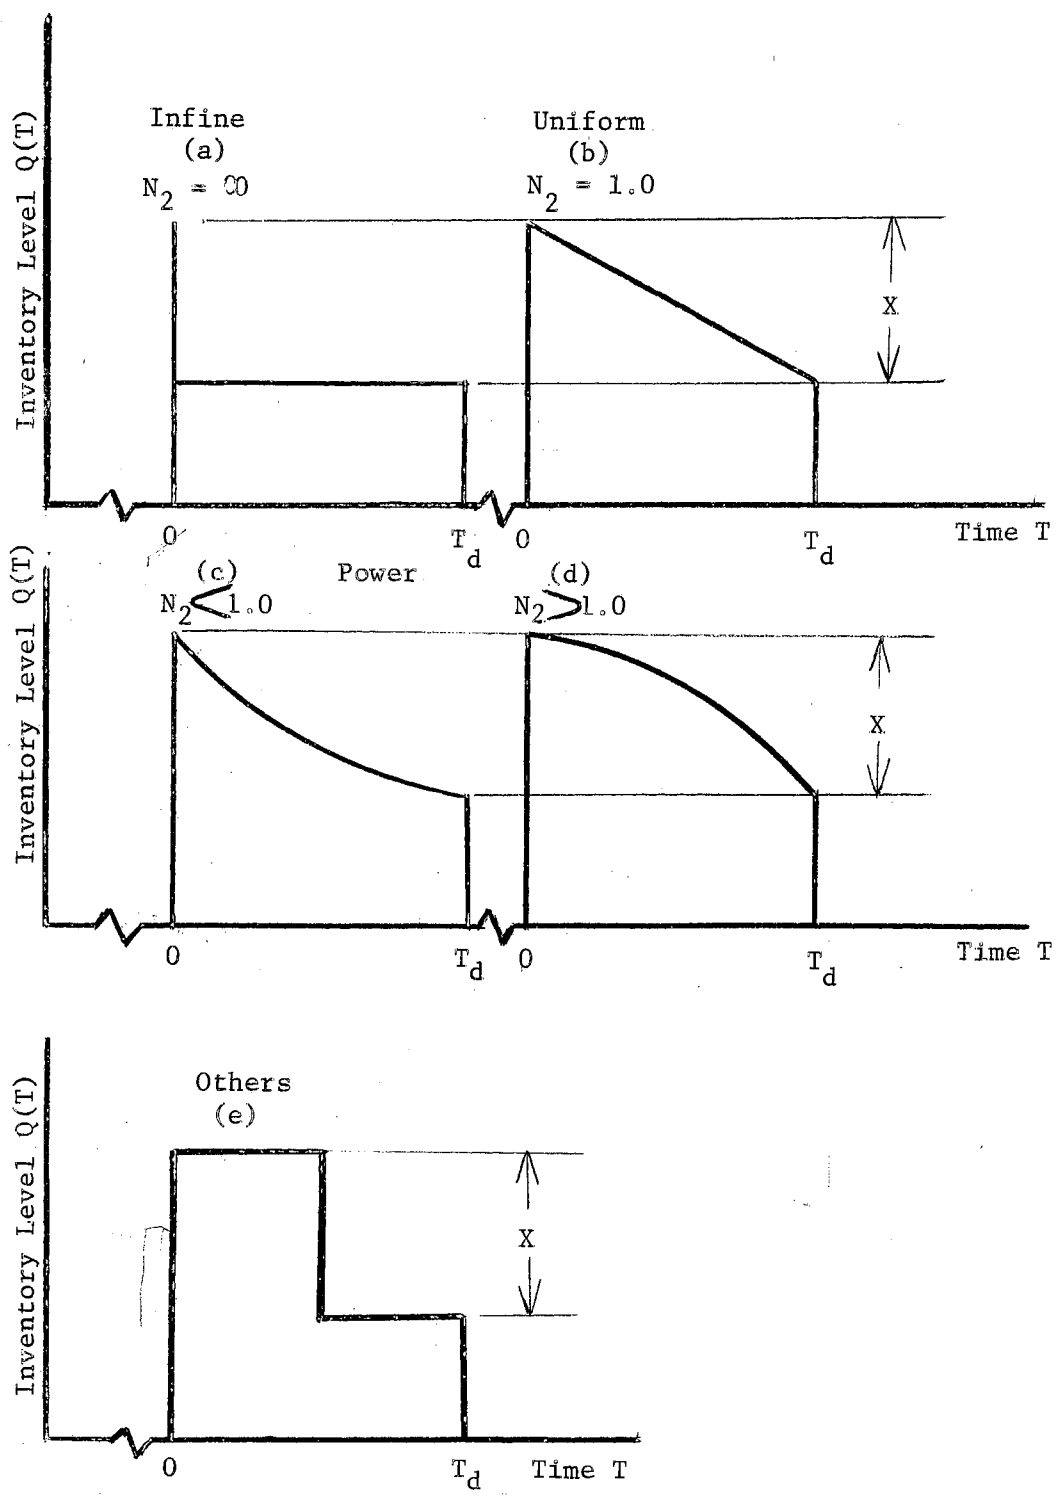 Infine
(a)
N2 = ∞
Uniform
(b)
N2 = 1.0
Inventory Level Q(T)
X
0
Td
0
Td
Time T
(c)
Power
(d)
N2 < 1.0
N2 > 1.0
Inventory Level Q(T)
X
0
Td
0
Td
Time T
Others
(e)
Inventory Level Q(T)
X
0
Td
Time T